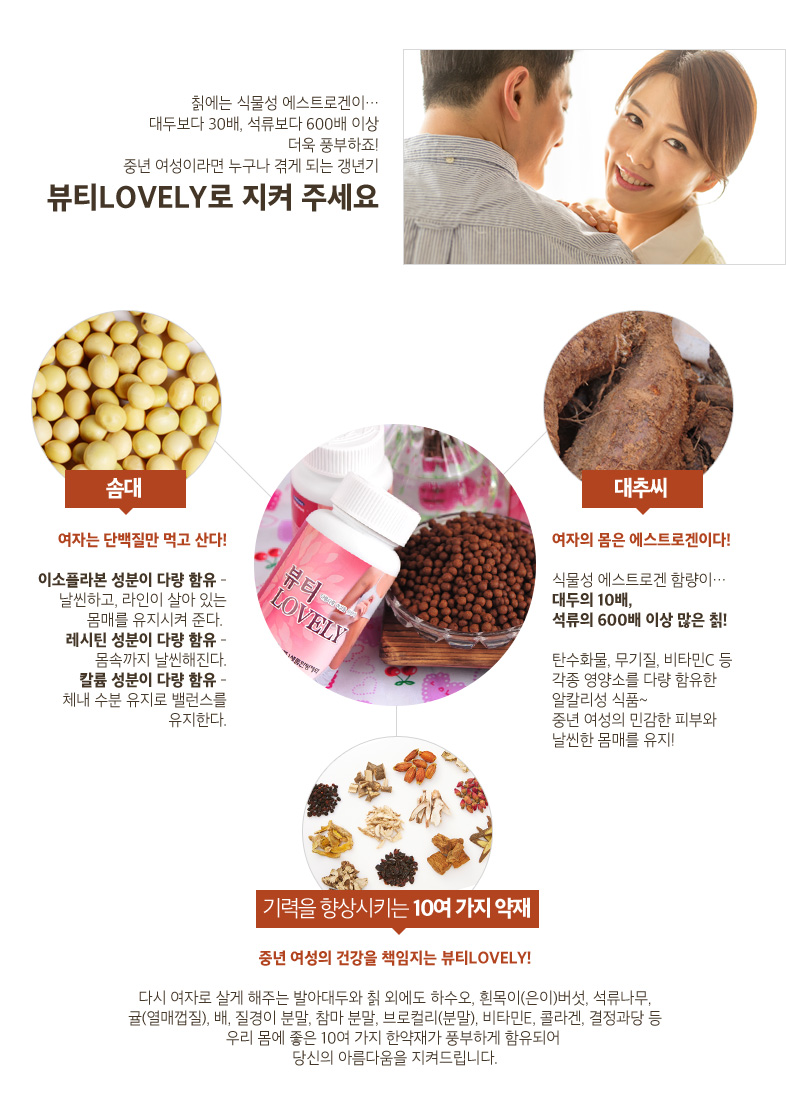 칡에는 식물성 에스트로겐이…
대두보다 30배, 석류보다 600배 이상
더욱 풍부하죠!
중년 여성이라면 누구나 겪게 되는 갱년기
뷰티LOVELY로 지켜 주세요
솜대
여자는 단백질만 먹고 산다!
이소플라본 성분이 다량 함유 -
날씬하고, 라인이 살아 있는
몸매를 유지시켜 준다.
레시틴 성분이 다량 함유 -
몸속까지 날씬해진다.
칼륨 성분이 다량 함유 -
체내 수분 유지로 밸런스를
유지한다.
뷰티
LOVELY
대추씨
여자의 몸은 에스트로겐이다!
식물성 에스트로겐 함량이…
대두의 10배,
석류의 600배 이상 많은 칡!
탄수화물, 무기질, 비타민C 등
각종 영양소를 다량 함유한
알칼리성 식품~
중년 여성의 민감한 피부와
날씬한 몸매를 유지!
기력을 향상시키는 10여 가지 약재
중년 여성의 건강을 책임지는 뷰티LOVELY!
다시 여자로 살게 해주는 발아대두와 칡 외에도 하수오, 흰목이(은이)버섯, 석류나무,
귤(열매껍질), 배, 질경이 분말, 참마 분말, 브로컬리(분말), 비타민E, 콜라겐, 결정과당 등
우리 몸에 좋은 10여 가지 한약재가 풍부하게 함유되어
당신의 아름다움을 지켜드립니다.